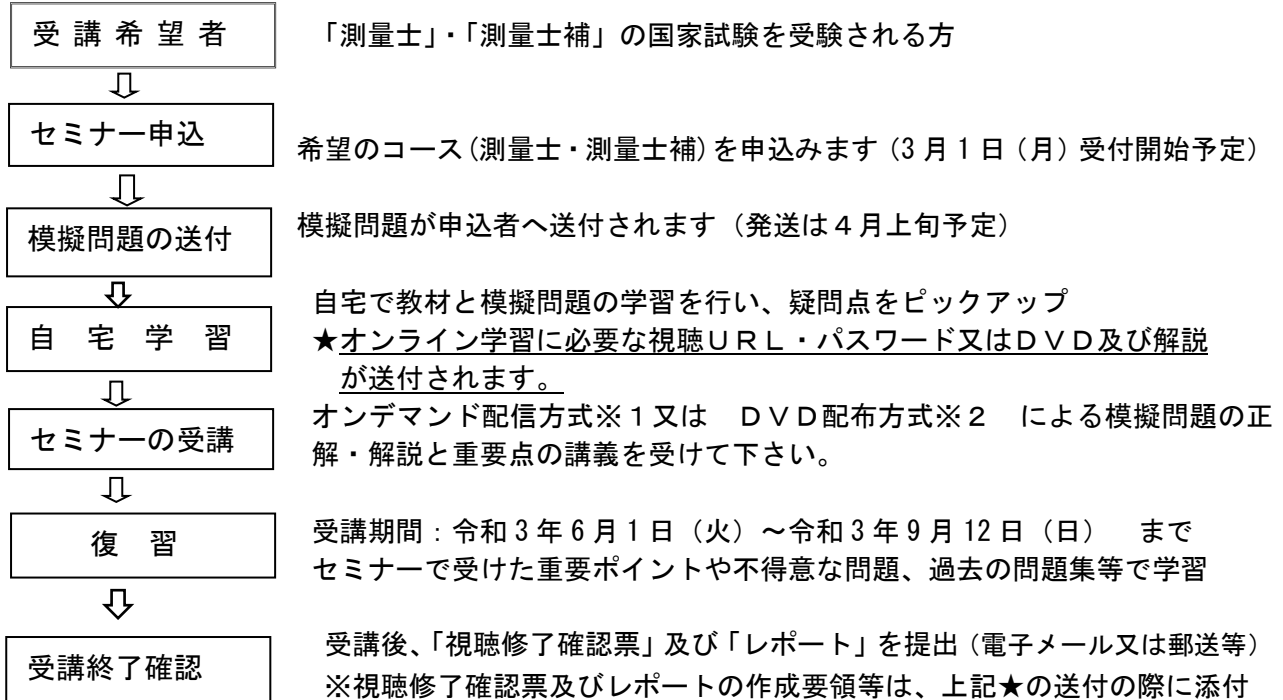 受 講 希 望 者
「測量士」・「測量士補」の国家試験を受験される方
セミナー申込
希望のコース(測量士・測量士補)を申込みます(3月1日(月)受付開始予定)
模擬問題の送付
模擬問題が申込者へ送付されます(発送は4月上旬予定)
自 宅 学 習
自宅で教材と模擬問題の学習を行い、疑問点をピックアップ
★オンライン学習に必要な視聴URL・パスワード又はDVD及び解説
が送付されます。
セミナーの受講
オンデマンド配信方式※1又は DVD配布方式※2 による模擬問題の正
解・解説と重要点の講義を受けて下さい。
復 習
受講期間:令和3年6月1日(火)~令和3年9月12日(日) まで
セミナーで受けた重要ポイントや不得意な問題、過去の問題集等で学習
受講終了確認
受講後、「視聴修了確認票」及び「レポート」を提出(電子メール又は郵送等)
※視聴修了確認票及びレポートの作成要領等は、上記★の送付の際に添付